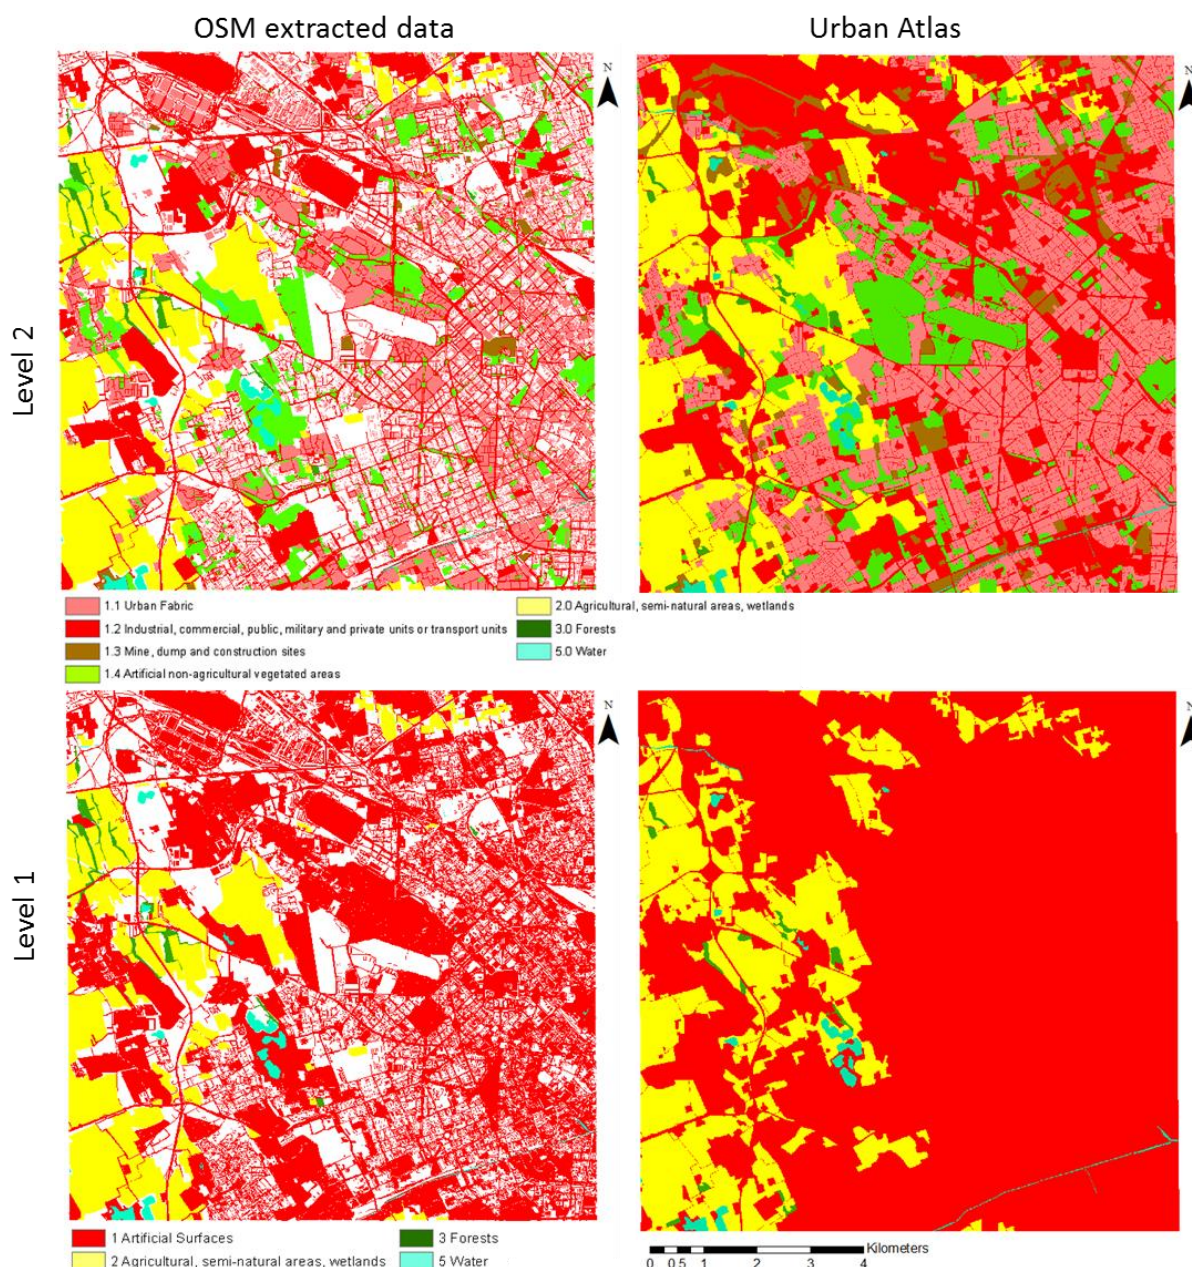 OSM extracted data
Urban Atlas
N
N
Level 2
1.1 Urban Fabric
2.0 Agricultural, semi-natural areas, wetlands
1.2 Industrial, commercial, public, military and private units or transport units
3.0 Forests
1.3 Mine, dump and construction sites
5.0 Water
1.4 Artificial non-agricultural vegetated areas
N
N
Level 1
1 Artificial Surfaces
3 Forests
2 Agricultural, semi-natural areas, wetlands
5 Water
Kilometers
0 0.5 1 2 3 4